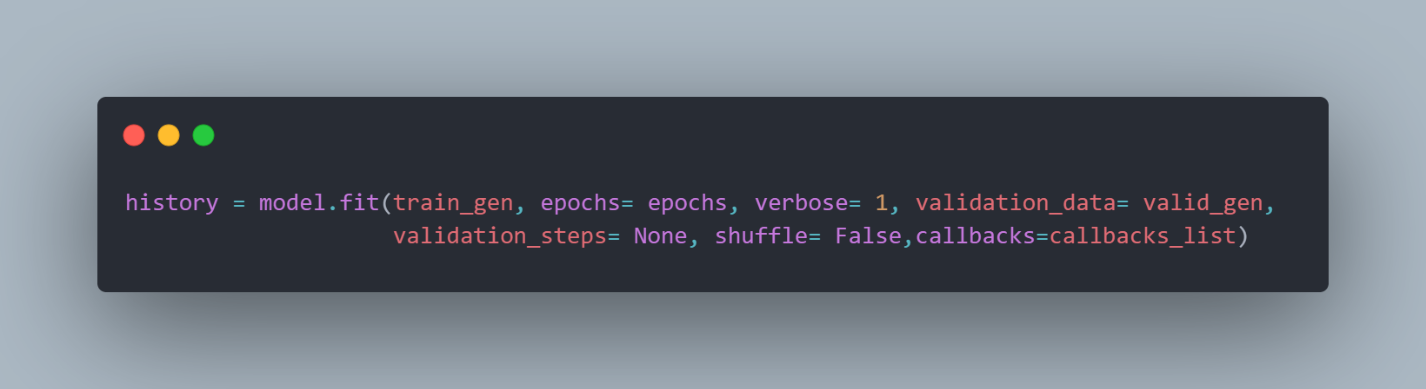 history = model.fit(train_gen, epochs= epochs, verbose= 1, validation_data= valid_gen,
validation_steps= None, shuffle= False,callbacks=callbacks_list)